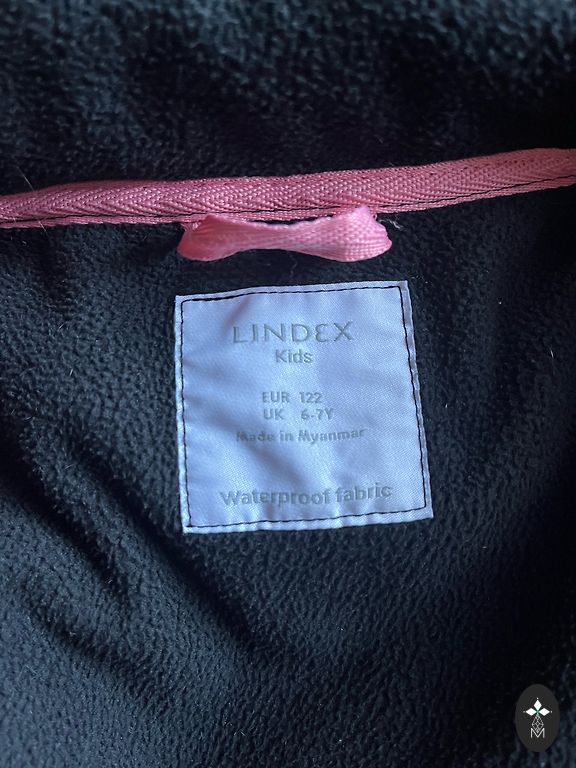 LINDEX
Kids
EUR 122
UK 6-7Y
Made in Myanmar
Waterproof fabric
M